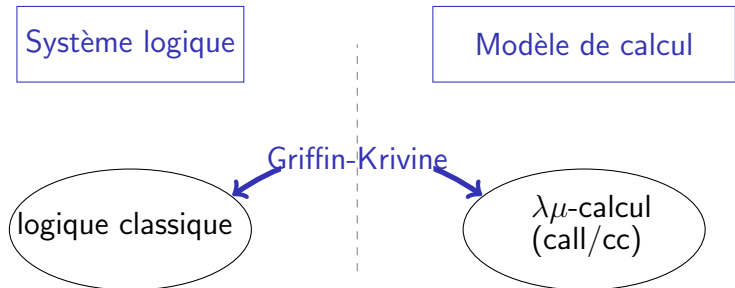 Système logique
Modèle de calcul
Griffin-Krivine
logique classique
λμ-calcul
(call/cc)